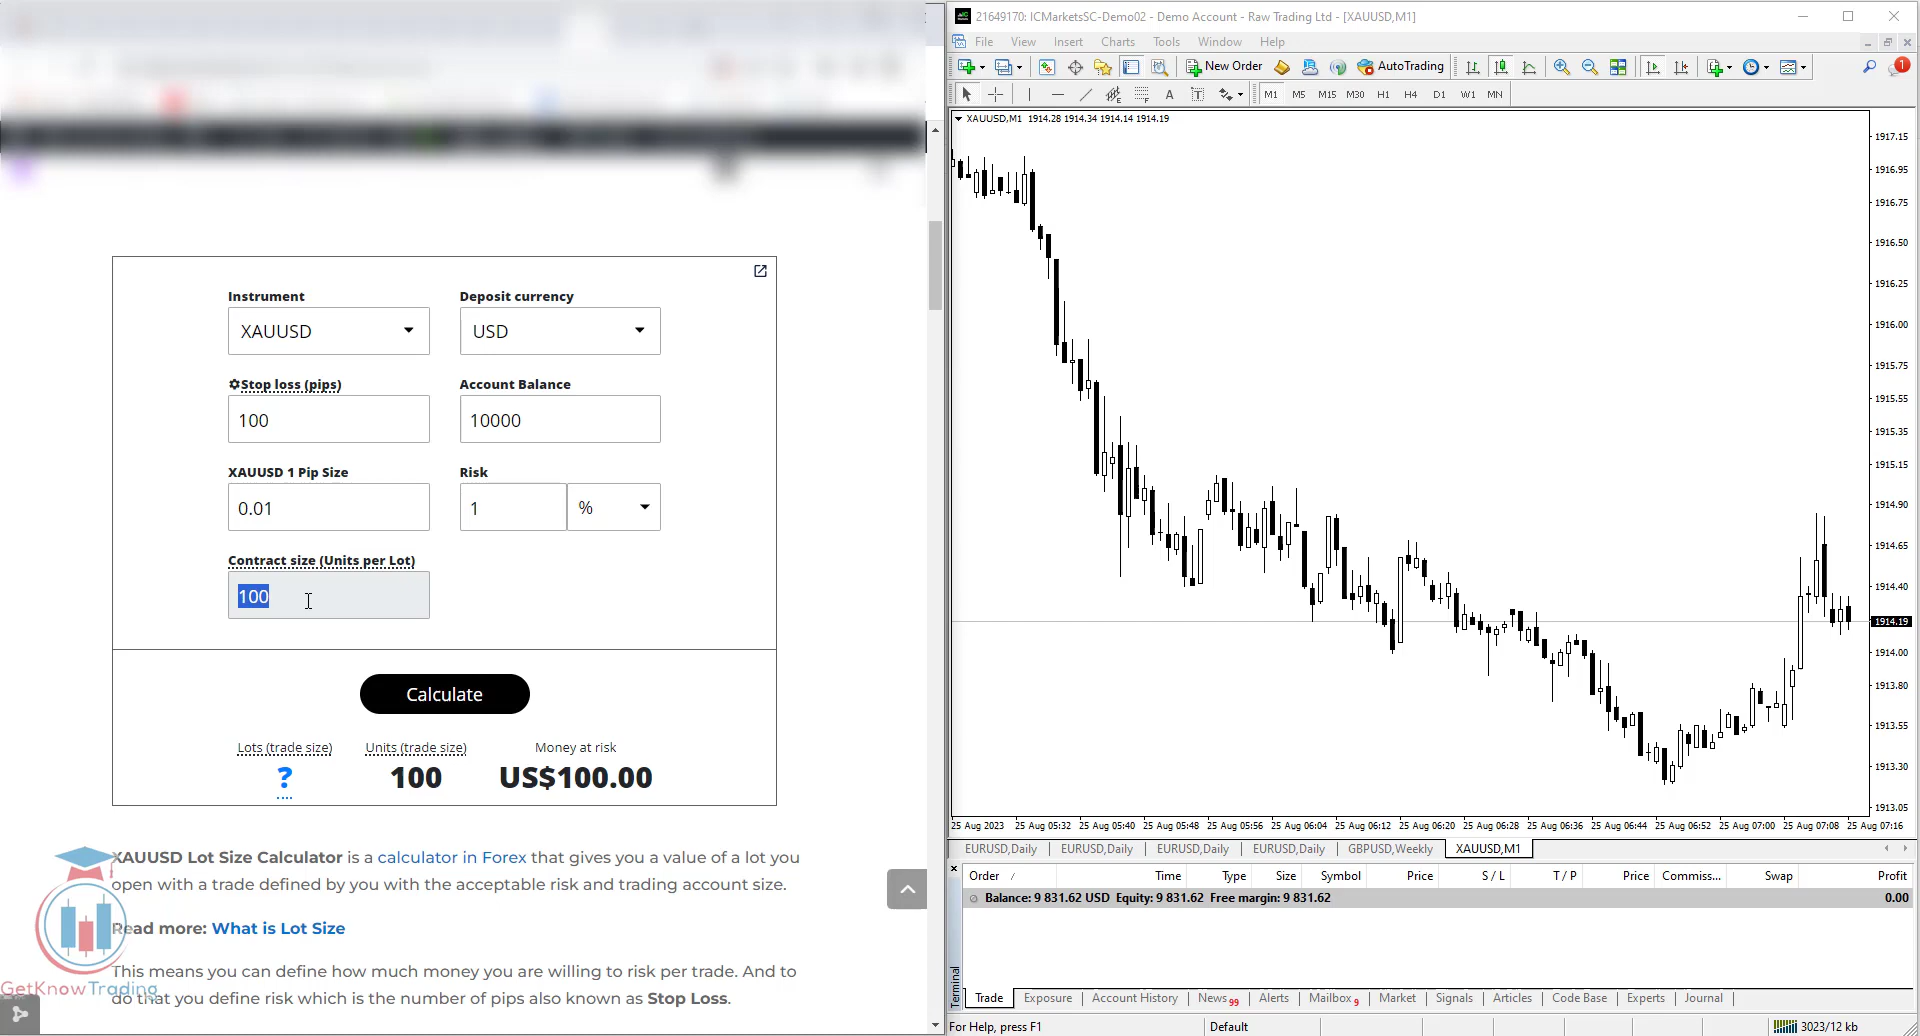 Instrument
Deposit currency
XAUUSD
USD
Stop loss (pips)
Account Balance
100
10000
XAUUSD 1 Pip Size
Risk
0.01
1
%
Contract size (Units per Lot)
100
Calculate
Lots (trade size)
Units (trade size)
Money at risk
?
100
US$100.00
XAUUSD Lot Size Calculator is a calculator in Forex that gives you a value of a lot you
open with a trade defined by you with the acceptable risk and trading account size.
Read more: What is Lot Size
This means you can define how much money you are willing to risk per trade. And to
do that you define risk which is the number of pips also known as Stop Loss.
GetKnowTrading
21649170: ICMarketsSC-Demo02 - Demo Account - Raw Trading Ltd - [XAUUSD,M1]
File View Insert Charts Tools Window Help
New Order
AutoTrading
1
A T
M1 M5 M15 M30 H1 H4 D1 W1 MN
XAUUSD,M1 1914.28 1914.34 1914.14 1914.19
1917.15
1916.95
1916.75
1916.50
1916.25
1916.00
1915.75
1915.55
1915.35
1915.15
1914.90
1914.65
1914.40
1914.19
1914.00
1913.80
1913.55
1913.30
1913.05
25 Aug 2023 25 Aug 05:32 25 Aug 05:40 25 Aug 05:48 25 Aug 05:56 25 Aug 06:04 25 Aug 06:12 25 Aug 06:20 25 Aug 06:28 25 Aug 06:36 25 Aug 06:44 25 Aug 06:52 25 Aug 07:00 25 Aug 07:08 25 Aug 07:16
EURUSD,Daily EURUSD,Daily EURUSD,Daily EURUSD,Daily GBPUSD,Weekly XAUUSD,M1
Order / Time Type Size Symbol Price S / L T / P Price Commiss... Swap Profit
Balance: 9 831.62 USD Equity: 9 831.62 Free margin: 9 831.62 0.00
Terminal
Trade Exposure Account History News 99 Alerts Mailbox 9 Market Signals Articles Code Base Experts Journal
For Help, press F1
Default
3023/12 kb